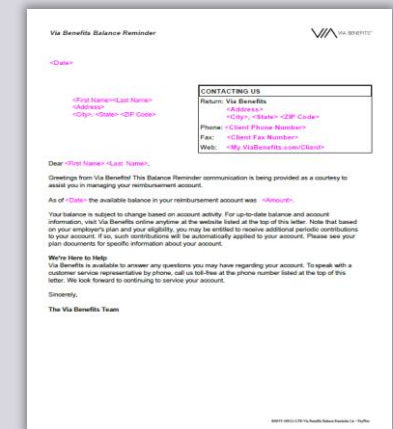 Via Benefits Balance Reminder
VIA BENEFITS™
<Date>
<First Name><Last Name>
<Address>
<City>, <State> <ZIP Code>
CONTACTING US
Return: Via Benefits
<Address>
<City>, <State> <ZIP Code>
Phone: <Client Phone Number>
Fax: <Client Fax Number>
Web: <My.ViaBenefits.com/Client>
Dear <First Name> <Last Name>,
Greetings from Via Benefits! This Balance Reminder communication is being provided as a courtesy to
assist you in managing your reimbursement account.
As of <Date> the available balance in your reimbursement account was <Amount>.
Your balance is subject to change based on account activity. For up-to-date balance and account
information, visit Via Benefits online anytime at the website listed at the top of this letter. Note that based
on your employer's plan and your eligibility, you may be entitled to receive additional periodic contributions
to your account. If so, such contributions will be automatically applied to your account. Please see your
plan documents for specific information about your account.
We're Here to Help
Via Benefits is available to answer any questions you may have regarding your account. To speak with a
customer service representative by phone, call us toll-free at the phone number listed at the top of this
letter. We look forward to continuing to service your account.
Sincerely,
The Via Benefits Team